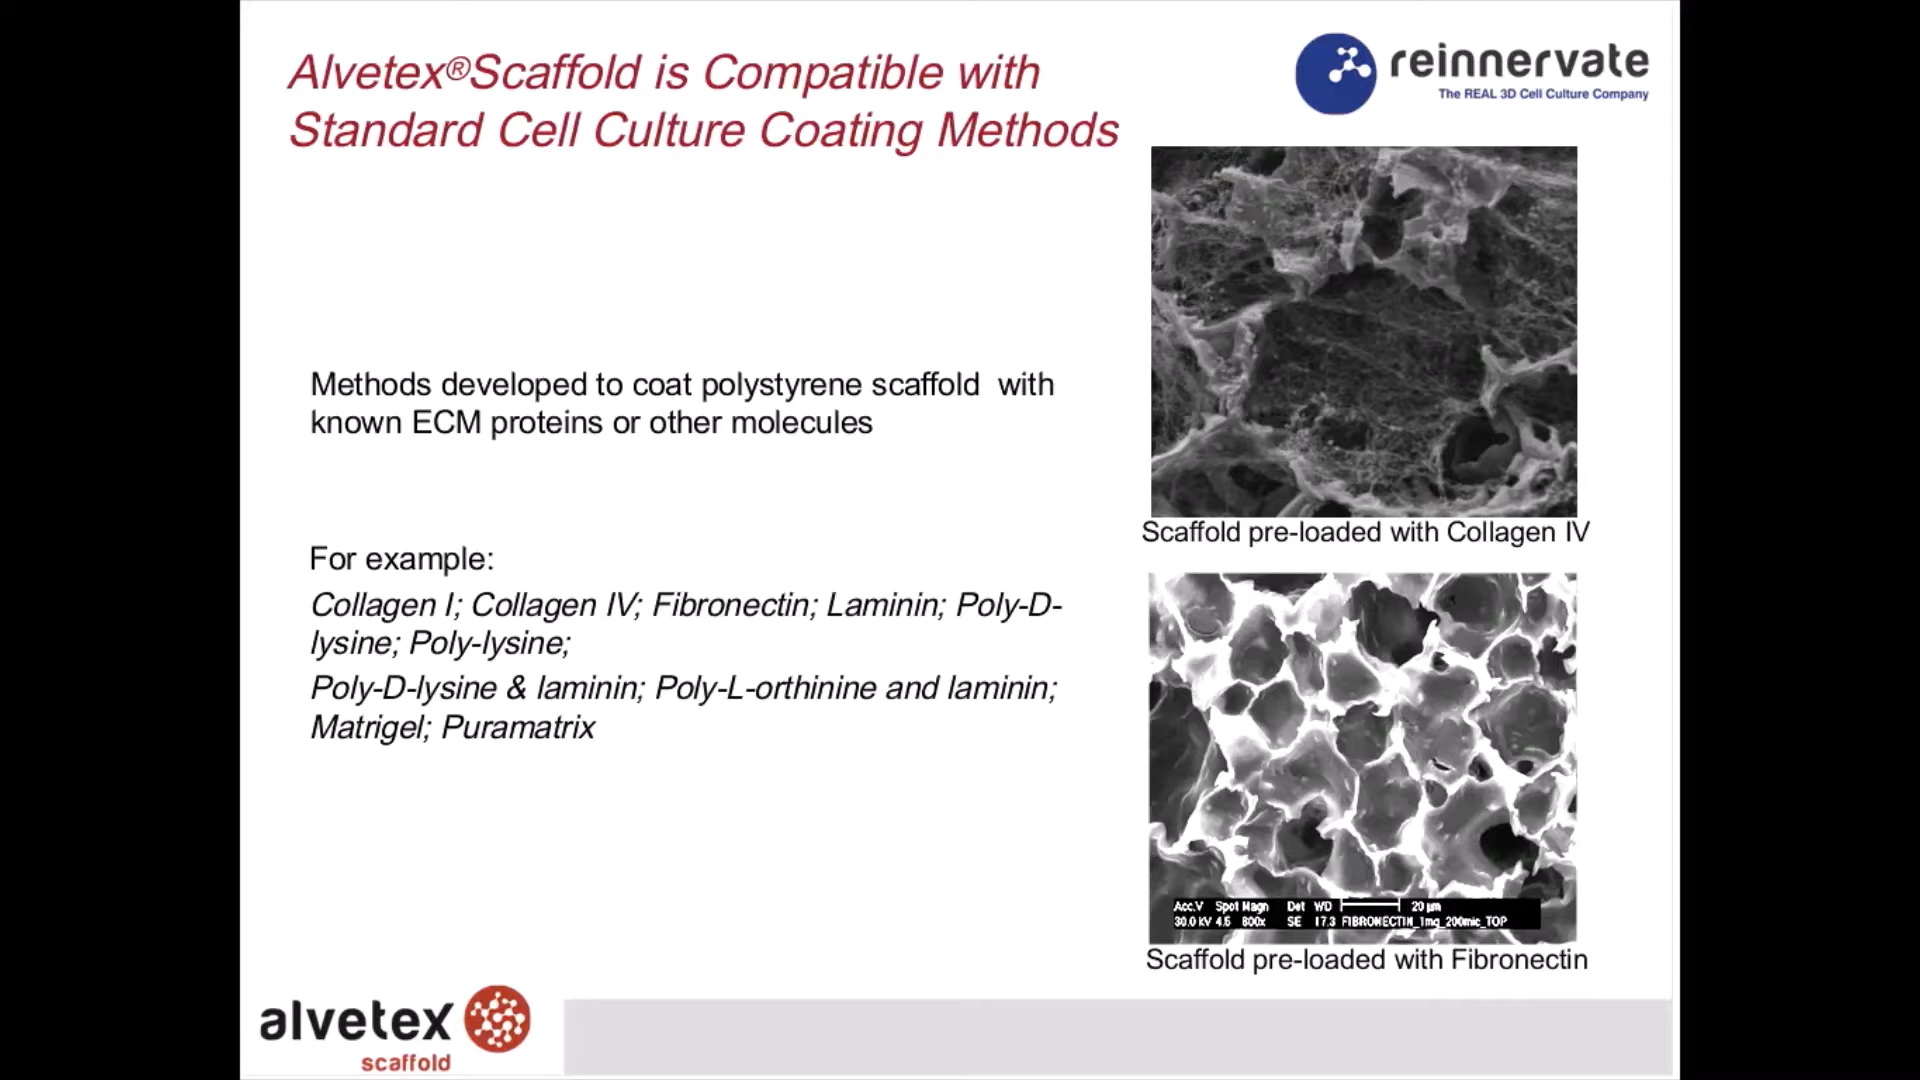 Alvetex®Scaffold is Compatible with
Standard Cell Culture Coating Methods
reinnervate
The REAL 3D Cell Culture Company
Methods developed to coat polystyrene scaffold with
known ECM proteins or other molecules
For example:
Collagen I; Collagen IV; Fibronectin; Laminin; Poly-D-
lysine; Poly-lysine;
Poly-D-lysine & laminin; Poly-L-orthinine and laminin;
Matrigel; Puramatrix
Scaffold pre-loaded with Collagen IV
Acc.V Spot Magn Det WD 20 µm
30.0 kV 4.6 800x SE 17.3 FIBRONECTIN_1mg_200mic_TOP
Scaffold pre-loaded with Fibronectin
alvetex
scaffold